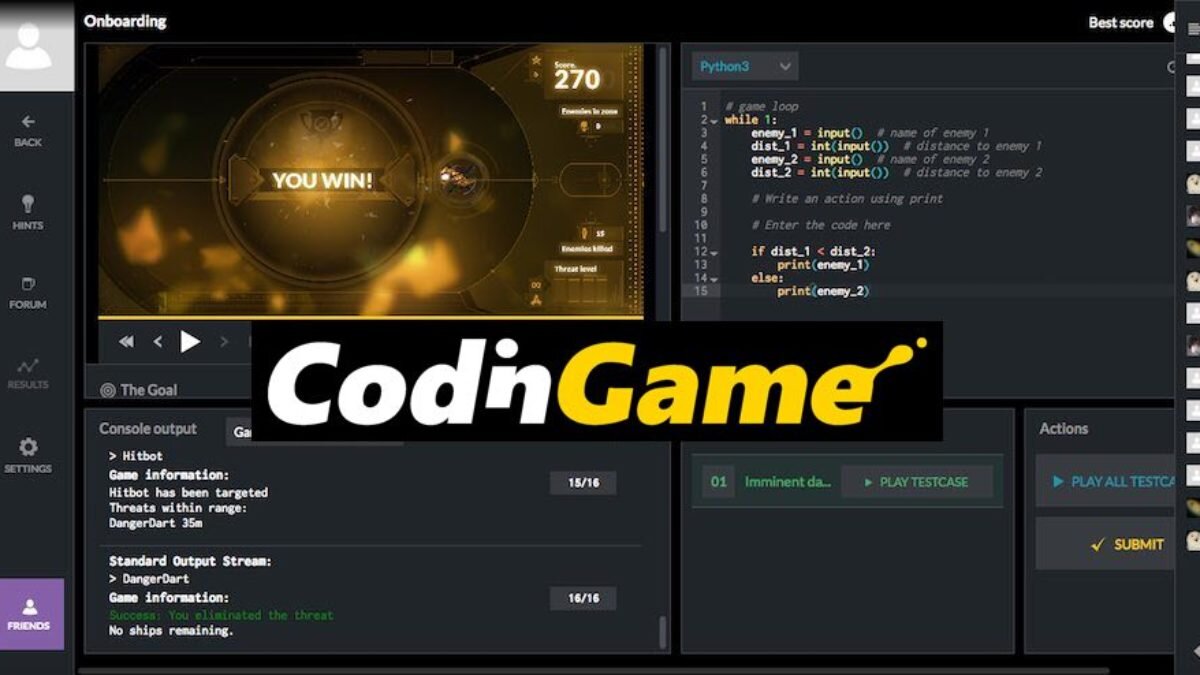 Onboarding
Best score
BACK
HINTS
FORUM
RESULTS
SETTINGS
FRIENDS
Score
270
Enemies in zone
0
YOU WIN!
15
Enemies killed
Threat level
The Goal
Python3
1 # game loop
2 while 1:
3 enemy_1 = input() # name of enemy 1
4 dist_1 = int(input()) # distance to enemy 1
5 enemy_2 = input() # name of enemy 2
6 dist_2 = int(input()) # distance to enemy 2
7
8 # Write an action using print
9
10 # Enter the code here
11
12 if dist_1 < dist_2:
13 print(enemy_1)
14 else:
15 print(enemy_2)
CodinGame
Console output
Ga
> Hitbot
Game information:
Hitbot has been targeted
Threats within range:
DangerDart 35m
15/16
Standard Output Stream:
> DangerDart
Game information:
Success: You eliminated the threat
No ships remaining.
16/16
01 Imminent da... PLAY TESTCASE
Actions
PLAY ALL TESTCA
SUBMIT